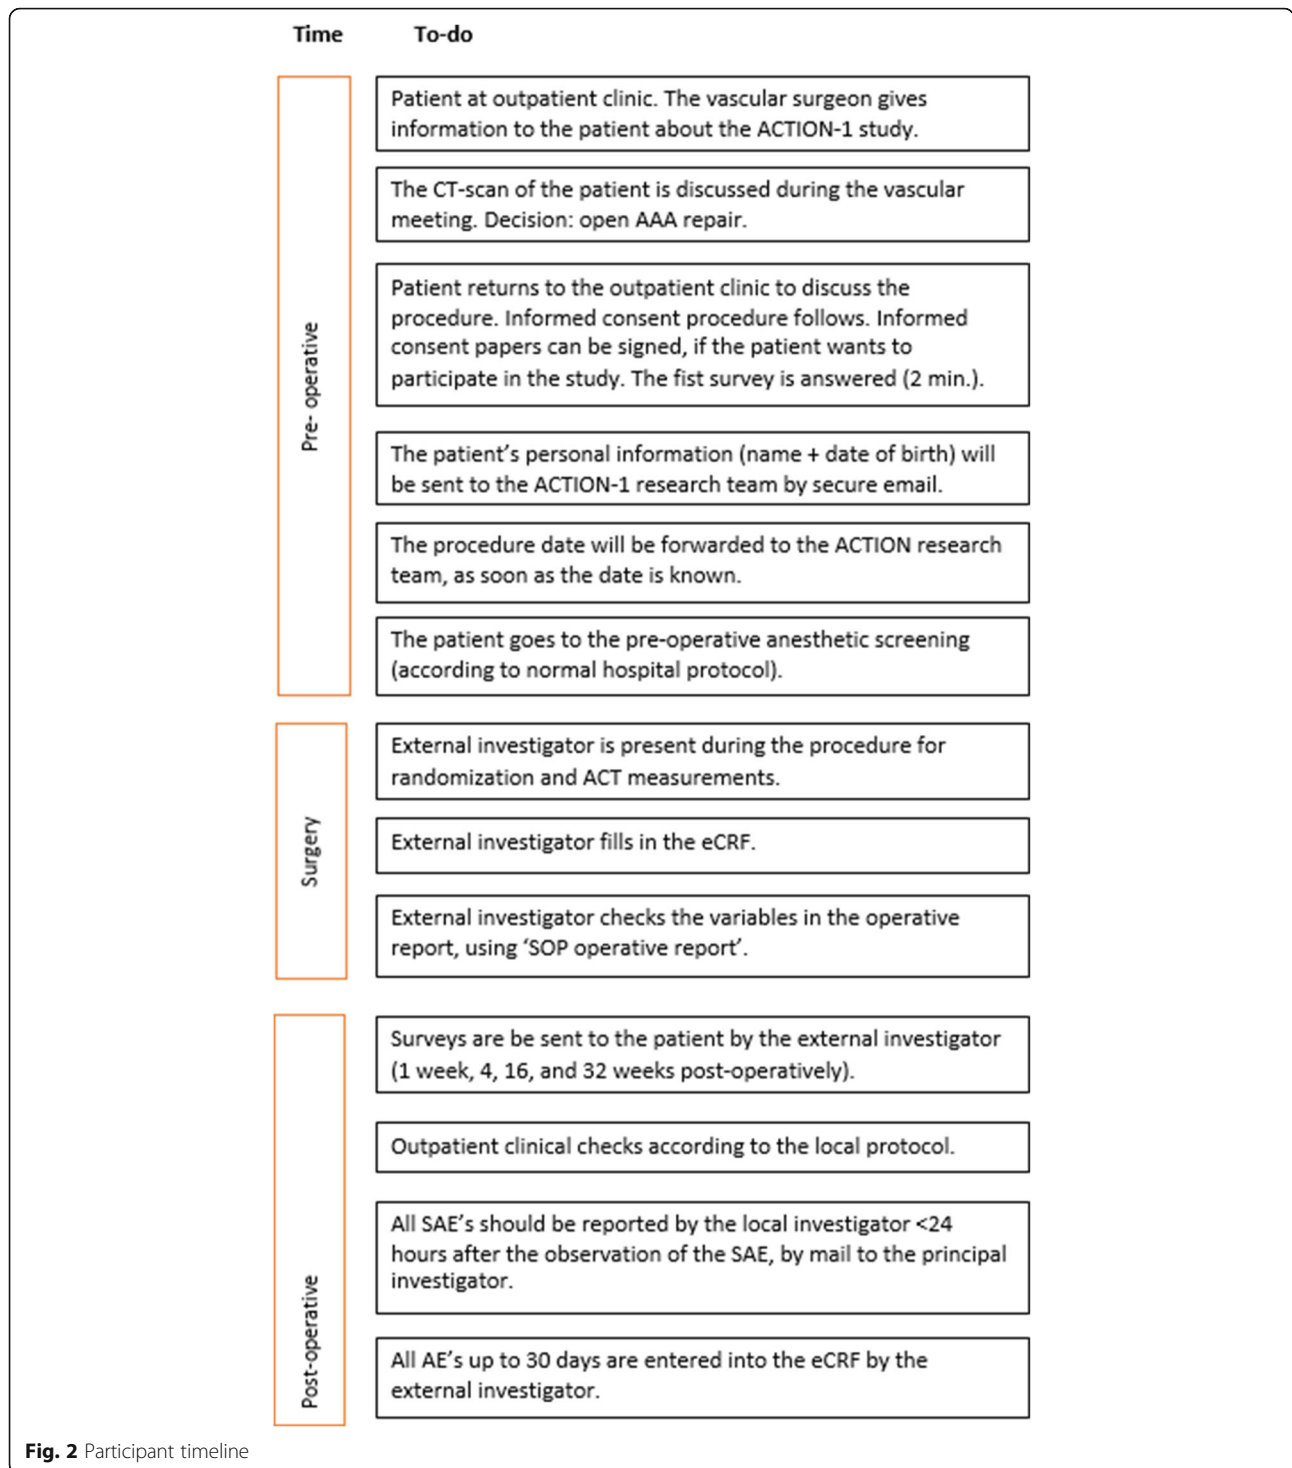 Time To-do
Patient at outpatient clinic. The vascular surgeon gives
information to the patient about the ACTION-1 study.
The CT-scan of the patient is discussed during the vascular
meeting. Decision: open AAA repair.
Patient returns to the outpatient clinic to discuss the
procedure. Informed consent procedure follows. Informed
consent papers can be signed, if the patient wants to
participate in the study. The fist survey is answered (2 min.).
Pre- operative
The patient's personal information (name + date of birth) will
be sent to the ACTION-1 research team by secure email.
The procedure date will be forwarded to the ACTION research
team, as soon as the date is known.
The patient goes to the pre-operative anesthetic screening
(according to normal hospital protocol).
External investigator is present during the procedure for
randomization and ACT measurements.
Surgery
External investigator fills in the eCRF.
External investigator checks the variables in the operative
report, using ‘SOP operative report’.
Surveys are be sent to the patient by the external investigator
(1 week, 4, 16, and 32 weeks post-operatively).
Outpatient clinical checks according to the local protocol.
All SAE's should be reported by the local investigator <24
hours after the observation of the SAE, by mail to the principal
investigator.
Post-operative
All AE's up to 30 days are entered into the eCRF by the
external investigator.
Fig. 2 Participant timeline